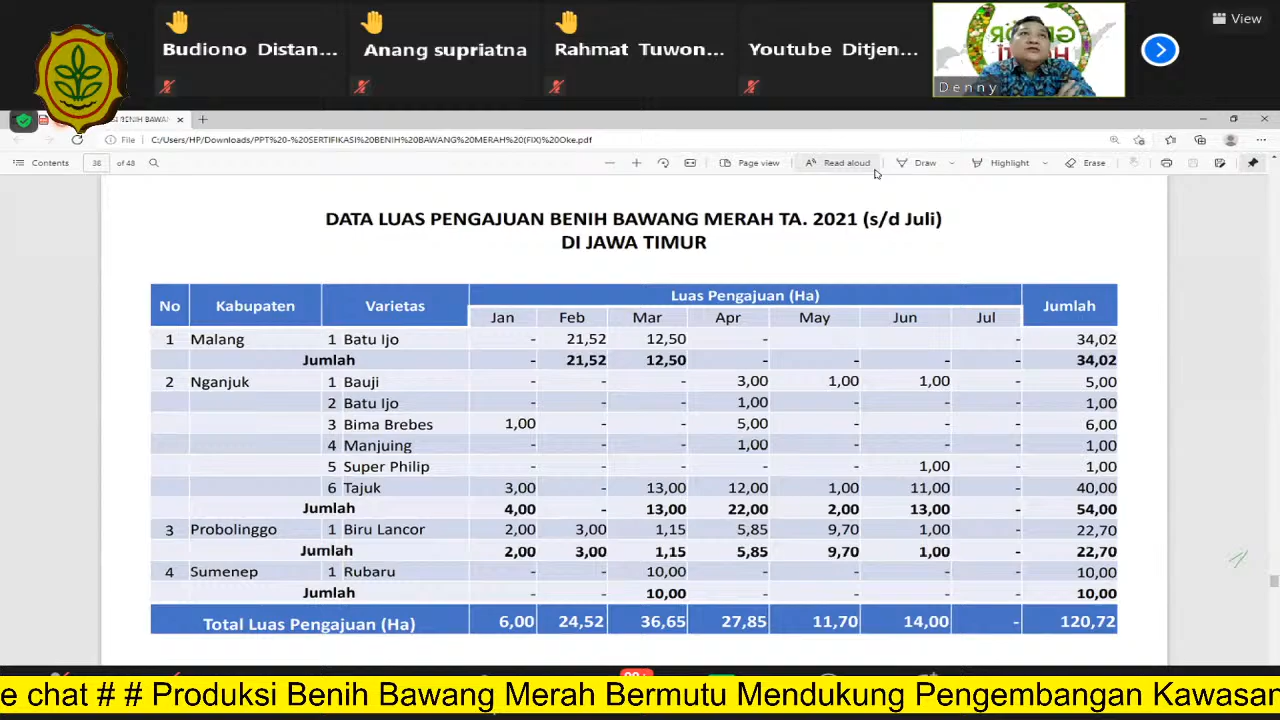 Budiono Distan...
Anang supriatna
Rahmat Tuwon...
Youtube Ditjen...
Denny
View
SI BENIH BAWAN
File C:/Users/HP/Downloads/PPT%20-%20SERTIFIKASI%20BENIH%20BAWANG%20MERAH%20(FIX)%20Oke.pdf
Contents 38 of 48 Page view Read aloud Draw Highlight Erase
DATA LUAS PENGAJUAN BENIH BAWANG MERAH TA. 2021 (s/d Juli)
DI JAWA TIMUR
No Kabupaten Varietas Luas Pengajuan (Ha) Jumlah
Jan Feb Mar Apr May Jun Jul
1 Malang 1 Batu Ijo - 21,52 12,50 - - 34,02
Jumlah - 21,52 12,50 - - - - 34,02
2 Nganjuk 1 Bauji - - - 3,00 1,00 1,00 - 5,00
2 Batu Ijo - - - 1,00 - - - 1,00
3 Bima Brebes 1,00 - - 5,00 - - - 6,00
4 Manjuing - - - 1,00 - - - 1,00
5 Super Philip - - - - - 1,00 - 1,00
6 Tajuk 3,00 - 13,00 12,00 1,00 11,00 - 40,00
Jumlah 4,00 - 13,00 22,00 2,00 13,00 - 54,00
3 Probolinggo 1 Biru Lancor 2,00 3,00 1,15 5,85 9,70 1,00 - 22,70
Jumlah 2,00 3,00 1,15 5,85 9,70 1,00 - 22,70
4 Sumenep 1 Rubaru - - 10,00 - - - - 10,00
Jumlah - - 10,00 - - - - 10,00
Total Luas Pengajuan (Ha) 6,00 24,52 36,65 27,85 11,70 14,00 - 120,72
e chat # # Produksi Benih Bawang Merah Bermutu Mendukung Pengembangan Kawasan